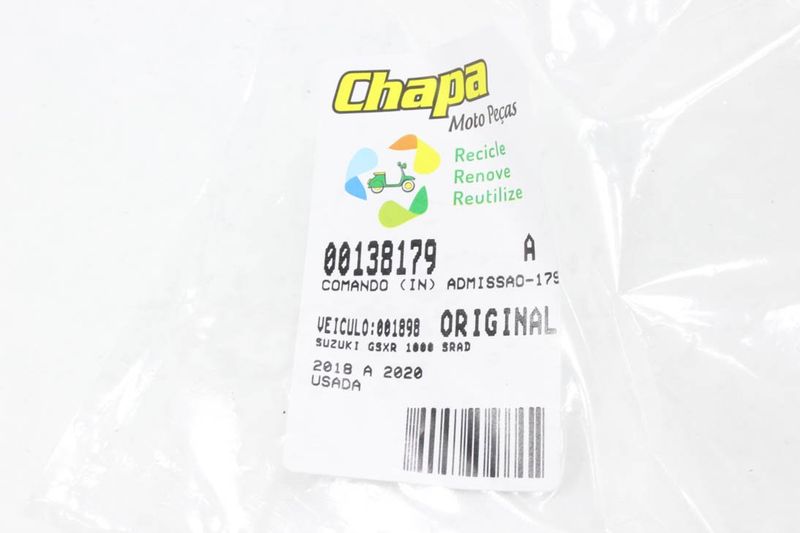 Chapa
Moto Peças
Recicle
Renove
Reutilize
00138179 A
COMANDO (IN) ADMISSAO-179
VEICULO:001898 ORIGINAL
SUZUKI GSXR 1000 SRAD
2018 A 2020
USADA